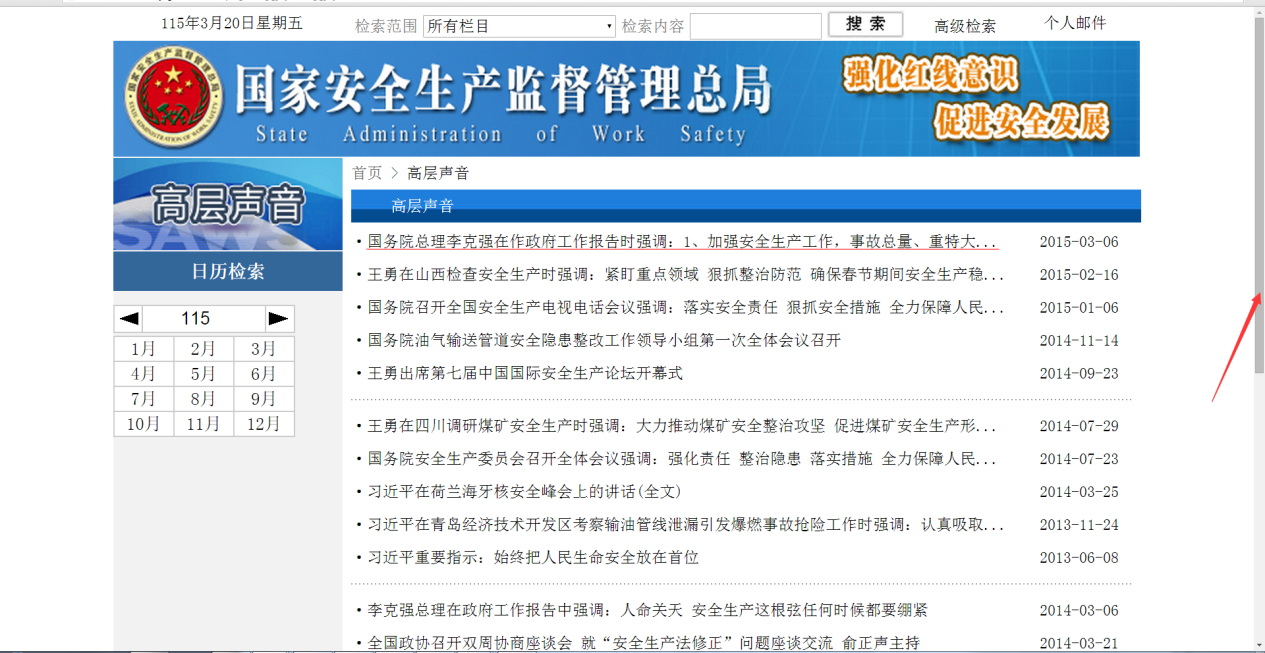 115年3月20日星期五 检索范围 所有栏目 检索内容 搜 索 高级检索 个人邮件
国家安全生产监督管理总局
State Administration of Work Safety
强化红线意识
促进安全发展
高层声音
SAWS
日历检索
115
1月 2月 3月
4月 5月 6月
7月 8月 9月
10月 11月 12月
首页 > 高层声音
高层声音
·国务院总理李克强在作政府工作报告时强调：1、加强安全生产工作，事故总量、重特大... 2015-03-06
·王勇在山西检查安全生产时强调：紧盯重点领域 狠抓整治防范 确保春节期间安全生产稳... 2015-02-16
·国务院召开全国安全生产电视电话会议强调：落实安全责任 狠抓安全措施 全力保障人民... 2015-01-06
·国务院油气输送管道安全隐患整改工作领导小组第一次全体会议召开 2014-11-14
·王勇出席第七届中国国际安全生产论坛开幕式 2014-09-23
·王勇在四川调研煤矿安全生产时强调：大力推动煤矿安全整治攻坚 促进煤矿安全生产形... 2014-07-29
·国务院安全生产委员会召开全体会议强调：强化责任 整治隐患 落实措施 全力保障人民... 2014-07-23
·习近平在荷兰海牙核安全峰会上的讲话(全文) 2014-03-25
·习近平在青岛经济技术开发区考察输油管线泄漏引发爆燃事故抢险工作时强调：认真吸取... 2013-11-24
·习近平重要指示：始终把人民生命安全放在首位 2013-06-08
·李克强总理在政府工作报告中强调：人命关天 安全生产这根弦任何时候都要绷紧 2014-03-06
·全国政协召开双周协商座谈会 就“安全生产法修正”问题座谈交流 俞正声主持 2014-03-21